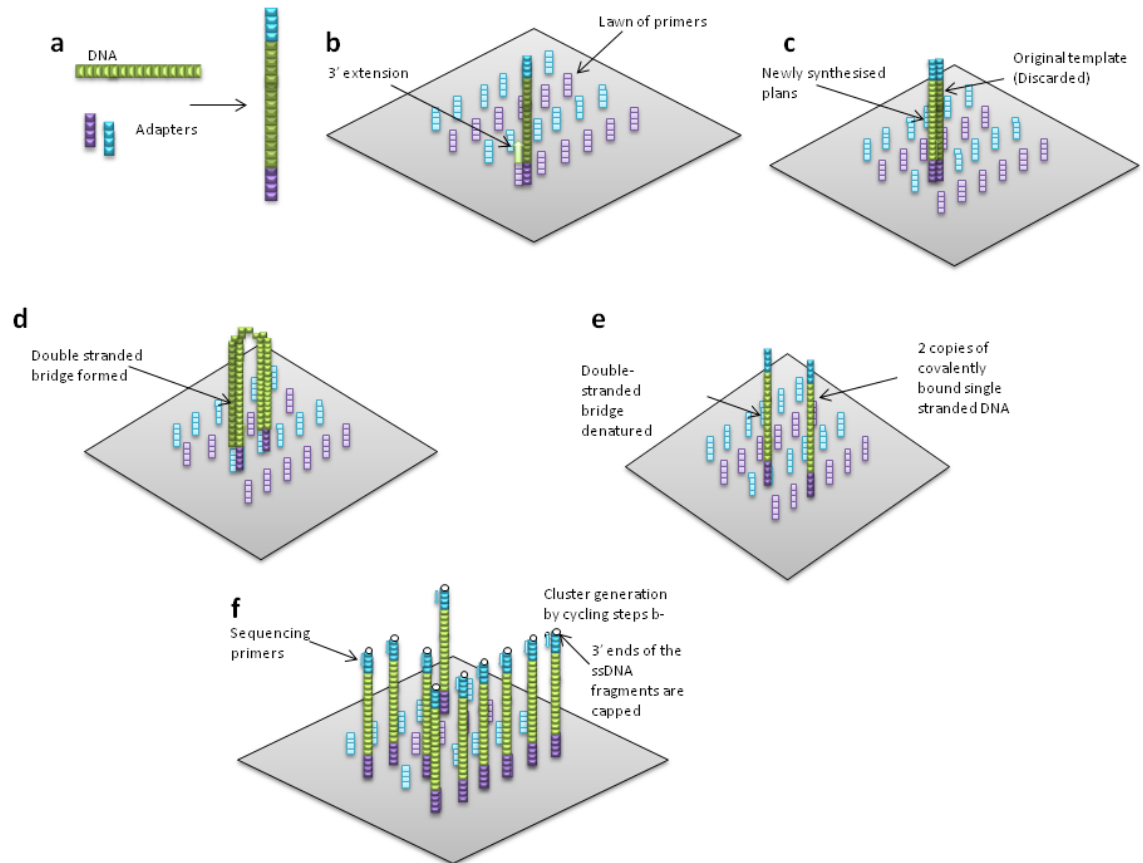 a
DNA
Adapters
b
Lawn of primers
3’ extension
c
Newly synthesised
plans
Original template
(Discarded)
d
Double stranded
bridge formed
e
Double-
stranded
bridge
denatured
2 copies of
covalently
bound single
stranded DNA
f
Sequencing
primers
Cluster generation
by cycling steps b-
3’ ends of the
ssDNA
fragments are
capped